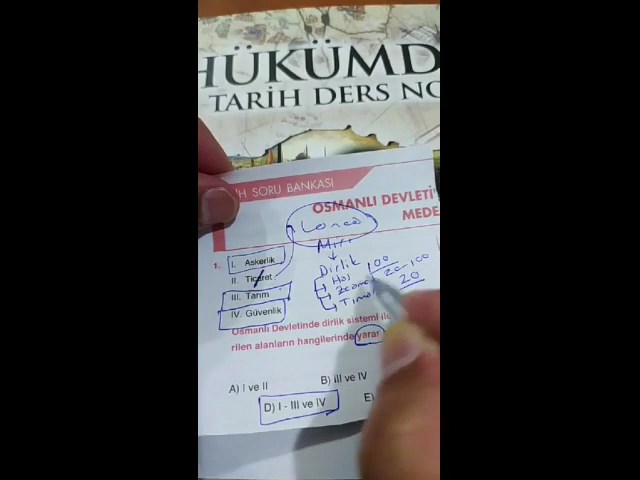 HÜKÜMD
TARİH DERS NO
H SORU BANKASI
OSMANLI DEVLETİ
MEDE
Lonca
Miri
Dirlik
Has 100
Zeamet 20-100
Tımar 20
1.
I. Askerlik
II. Ticaret
III. Tarım
IV. Güvenlik
Osmanlı Devletinde dirlik sistemi ile
rilen alanların hangilerinde yarar
A) I ve II
B) III ve IV
D) I - III ve IV
E)